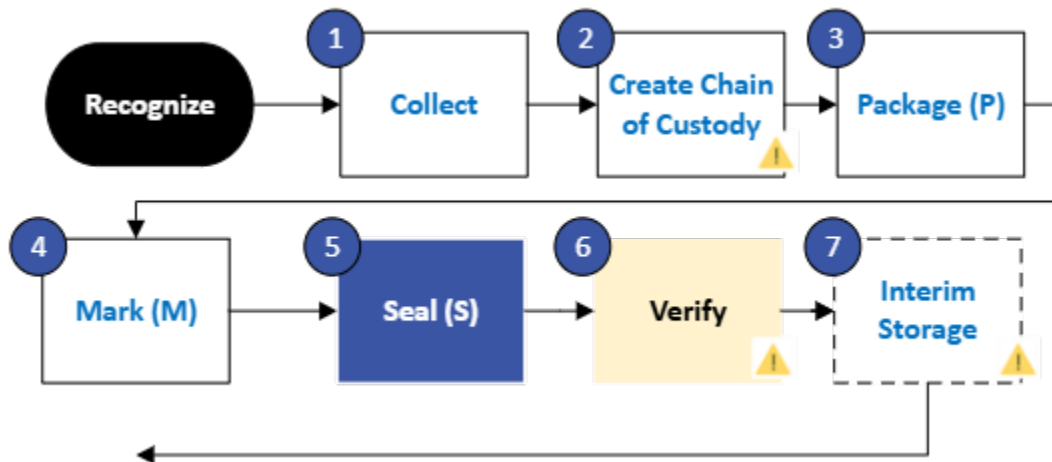 Recognize
1
Collect
2
Create Chain
of Custody
3
Package (P)
4
Mark (M)
5
Seal (S)
6
Verify
7
Interim
Storage